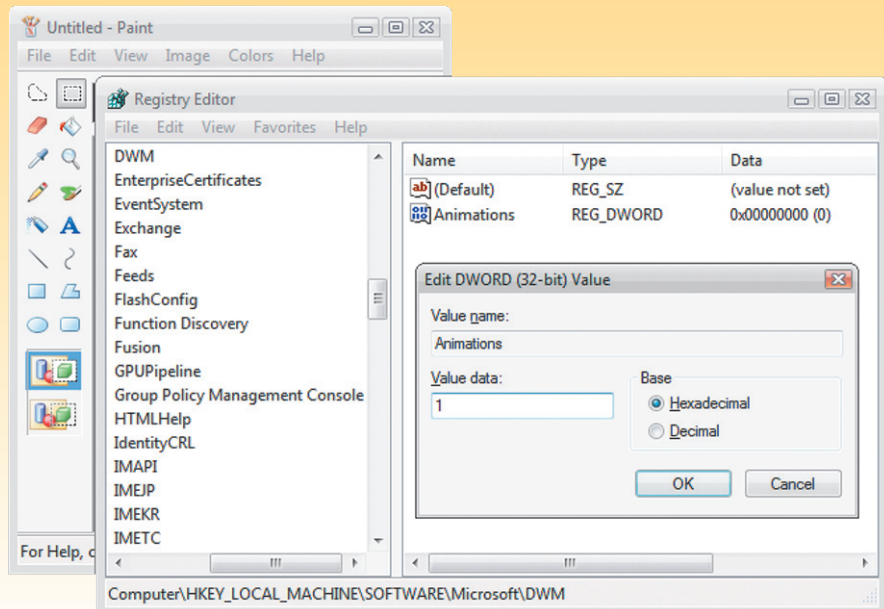 Untitled - Paint
File Edit View Image Colors Help
For Help, c
Registry Editor
File Edit View Favorites Help
DWM
EnterpriseCertificates
EventSystem
Exchange
Fax
Feeds
FlashConfig
Function Discovery
Fusion
GPUPipeline
Group Policy Management Console
HTMLHelp
IdentityCRL
IMAPI
IMEJP
IMEKR
IMETC
Name Type Data
(Default) REG_SZ (value not set)
Animations REG_DWORD 0x00000000 (0)
Edit DWORD (32-bit) Value
Value name:
Animations
Value data:
1
Base
Hexadecimal
Decimal
OK Cancel
Computer\HKEY_LOCAL_MACHINE\SOFTWARE\Microsoft\DWM